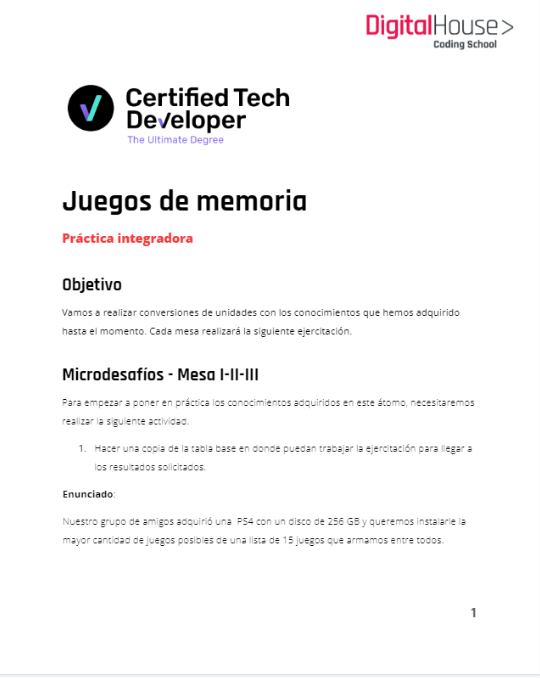 DigitalHouse>
Coding School
Certified Tech
Developer
The Ultimate Degree
Juegos de memoria
Práctica integradora
Objetivo
Vamos a realizar conversiones de unidades con los conocimientos que hemos adquirido
hasta el momento. Cada mesa realizará la siguiente ejercitación.
Microdesafíos - Mesa I-II-III
Para empezar a poner en práctica los conocimientos adquiridos en este átomo, necesitaremos
realizar la siguiente actividad.
1. Hacer una copia de la tabla base en donde puedan trabajar la ejercitación para llegar a
los resultados solicitados.
Enunciado:
Nuestro grupo de amigos adquirió una PS4 con un disco de 256 GB y queremos instalarle la
mayor cantidad de juegos posibles de una lista de 15 juegos que armamos entre todos.
1